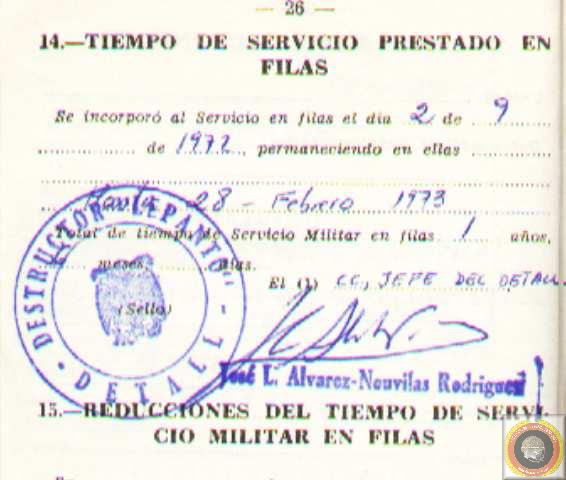 — 26 —
14.—TIEMPO DE SERVICIO PRESTADO EN
FILAS
Se incorporó al Servicio en filas el día 2 de 9
de 1972, permaneciendo en ellas
Hasta 28 - Febrero 1973
Total de tiempo de Servicio Militar en filas 1 años,
meses, días.
El (1) CC, JEFE DEL DETALL.
(Sello)
DESTRUCTOR "LEPANTO"
- DETALL -
José L. Alvarez-Nouvilas Rodriguez
15.—REDUCCIONES DEL TIEMPO DE SERVI-
CIO MILITAR EN FILAS